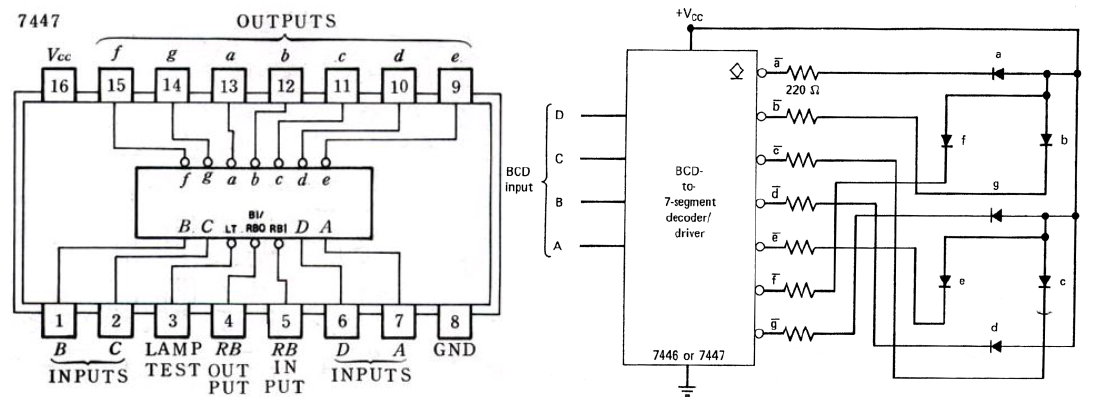 7447
OUTPUTS
Vcc f g a b c d e
16 15 14 13 12 11 10 9
f g a b c d e
BI/
B C LT RBO RBI D A
1 2 3 4 5 6 7 8
B C LAMP RB RB D A GND
INPUTS TEST OUT IN INPUTS
PUT PUT
+VCC
a
a
220 Ω
b
D
f b
c
C
BCD
input
BCD-
to-
7-segment
decoder/
driver
g
d
B
e
A
e c
f
d
g
7446 or 7447